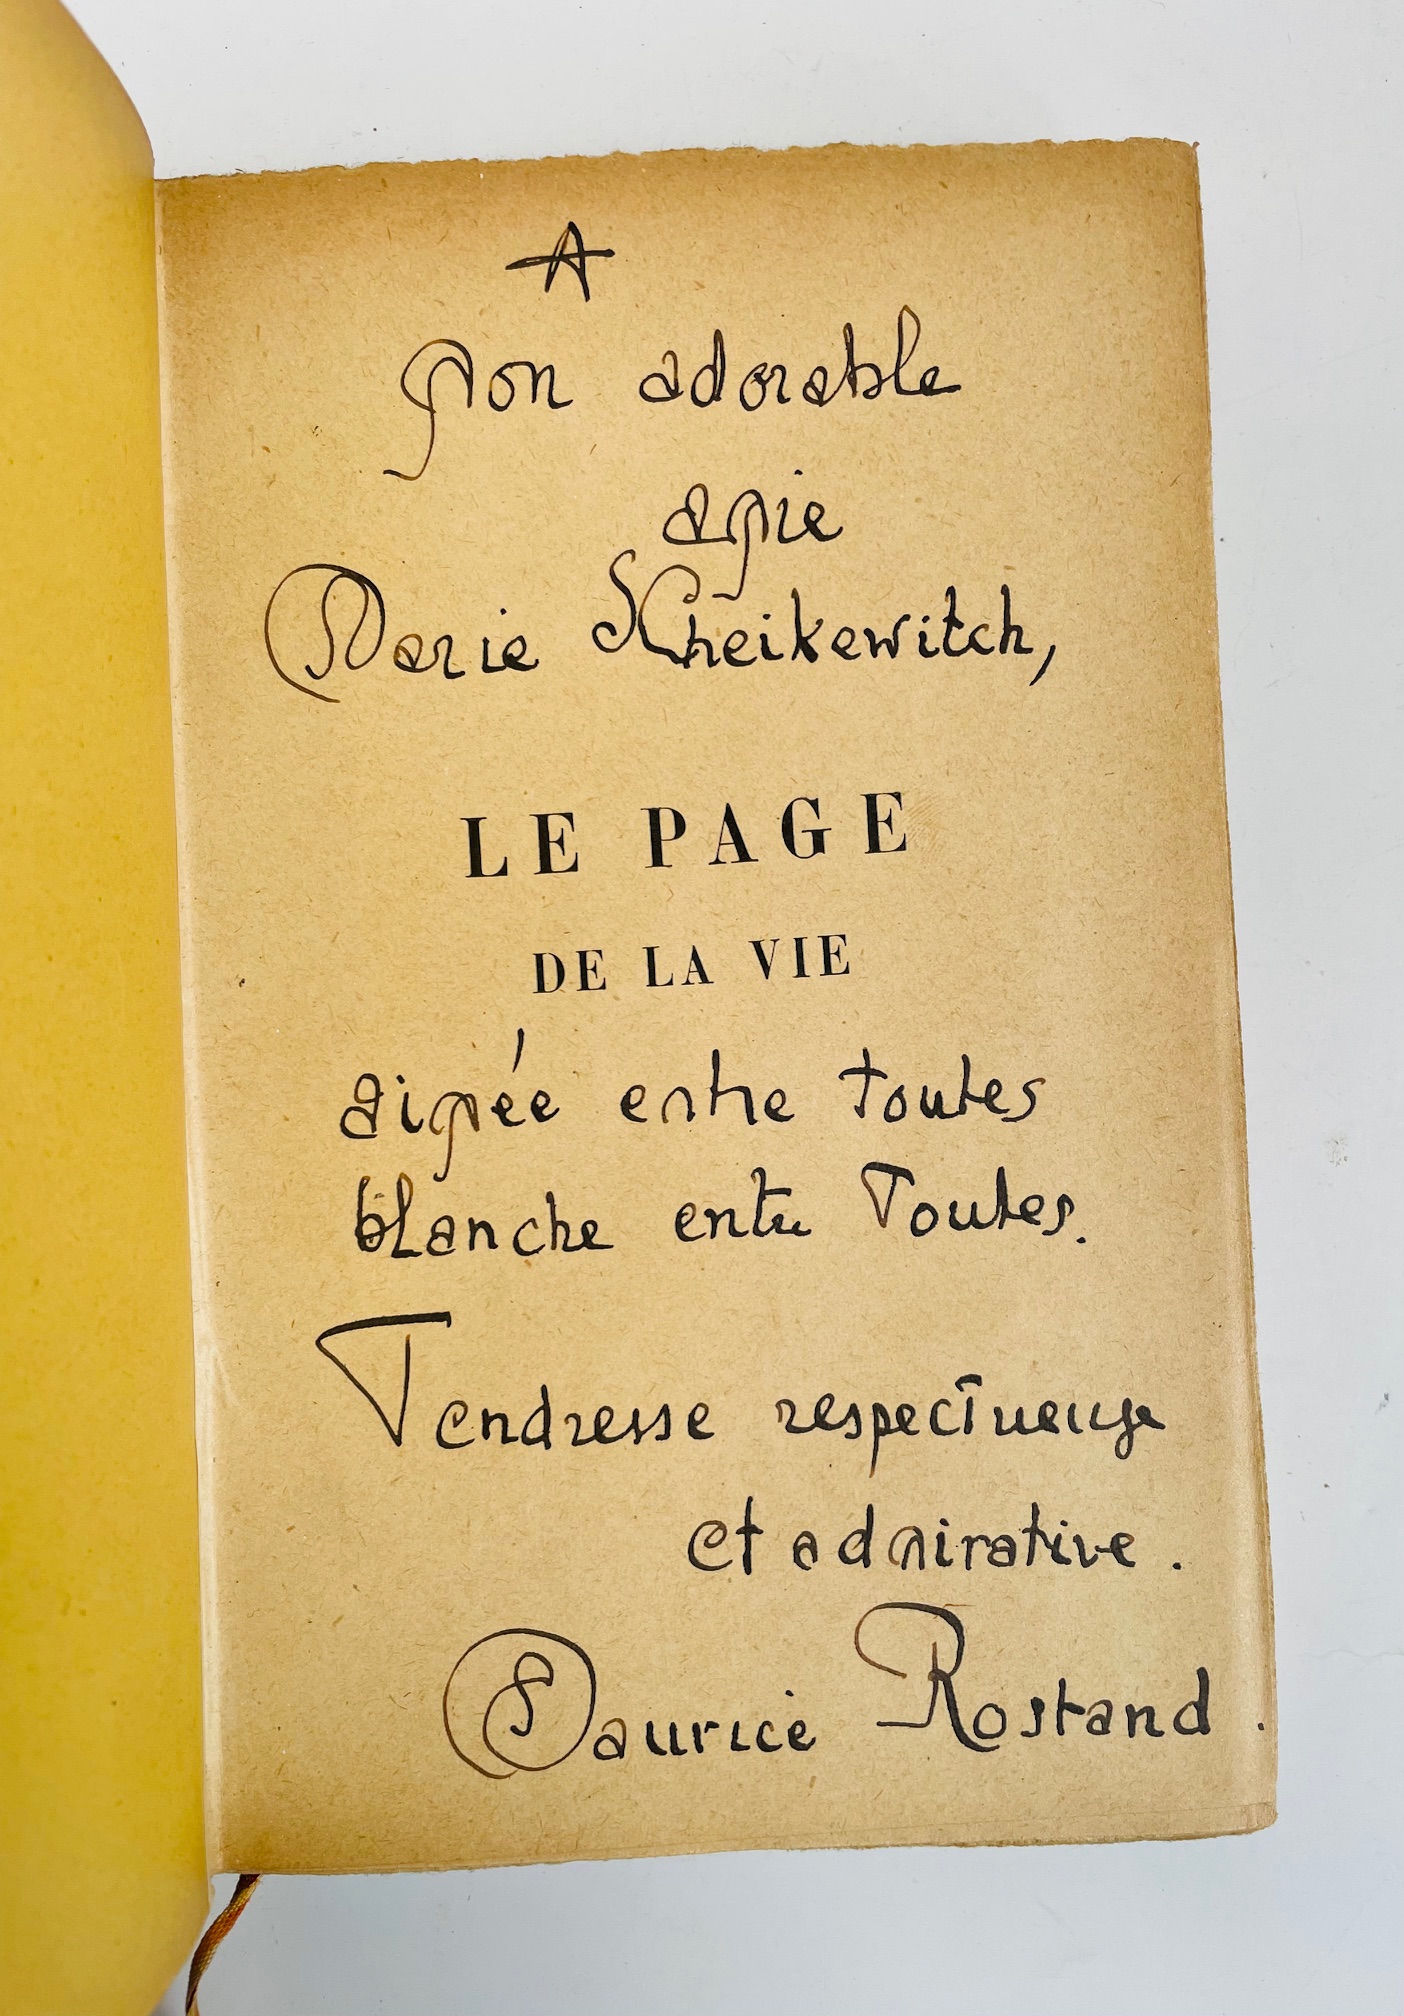 A
mon adorable
amie
Marie Scheikewitch,
LE PAGE
DE LA VIE
aimée entre toutes
blanche entre Toutes.
Tendresse respectueuse
et admirative.
Maurice Rostand.